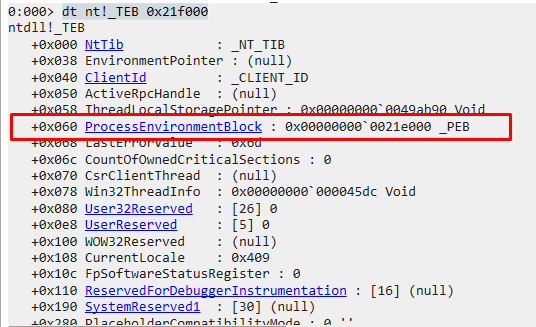 0:000> dt nt!_TEB 0x21f000
ntdll!_TEB
+0x000 NtTib : _NT_TIB
+0x038 EnvironmentPointer : (null)
+0x040 ClientId : _CLIENT_ID
+0x050 ActiveRpcHandle : (null)
+0x058 ThreadLocalStoragePointer : 0x00000000`0049ab90 Void
+0x060 ProcessEnvironmentBlock : 0x00000000`0021e000 _PEB
+0x068 LastErrorValue : 0x6d
+0x06c CountOfOwnedCriticalSections : 0
+0x070 CsrClientThread : (null)
+0x078 Win32ThreadInfo : 0x00000000`000045dc Void
+0x080 User32Reserved : [26] 0
+0x0e8 UserReserved : [5] 0
+0x100 WOW32Reserved : (null)
+0x108 CurrentLocale : 0x409
+0x10c FpSoftwareStatusRegister : 0
+0x110 ReservedForDebuggerInstrumentation : [16] (null)
+0x190 SystemReserved1 : [30] (null)
+0x280 PlaceholderCompatibilityMode : 0 ''